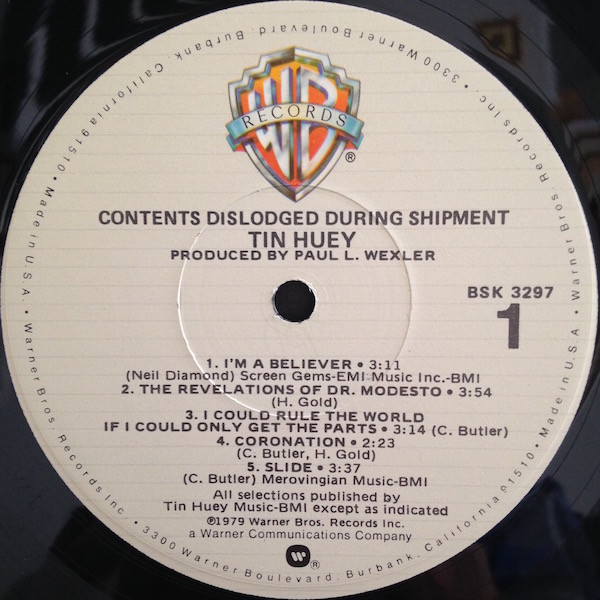 WB
RECORDS
®
CONTENTS DISLODGED DURING SHIPMENT
TIN HUEY
PRODUCED BY PAUL L. WEXLER
BSK 3297
1
1. I'M A BELIEVER • 3:11
(Neil Diamond) Screen Gems-EMI Music Inc.-BMI
2. THE REVELATIONS OF DR. MODESTO • 3:54
(H. Gold)
3. I COULD RULE THE WORLD
IF I COULD ONLY GET THE PARTS • 3:14 (C. Butler)
4. CORONATION • 2:23
(C. Butler, H. Gold)
5. SLIDE • 3:37
(C. Butler) Merovingian Music-BMI
All selections published by
Tin Huey Music-BMI except as indicated
℗1979 Warner Bros. Records Inc.
a Warner Communications Company
W ®
Warner Bros. Records Inc. • 3300 Warner Boulevard, Burbank, California 91510 • Made in U.S.A. • Warner Bros. Records Inc. • 3300 Warner Boulevard, Burbank, California 91510 • Made in U.S.A. •